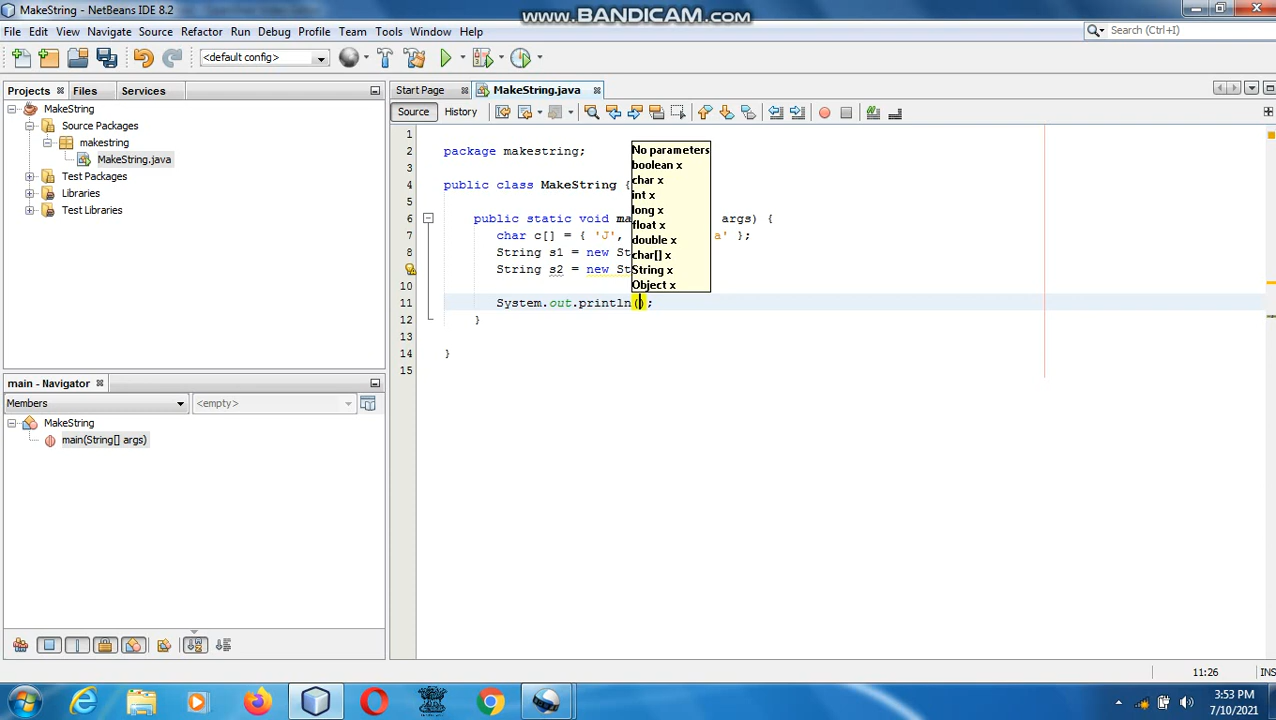 MakeString - NetBeans IDE 8.2
www.BANDICAM.com
File Edit View Navigate Source Refactor Run Debug Profile Team Tools Window Help
Search (Ctrl+I)
<default config>
Projects Files Services
Start Page MakeString.java
Source History
MakeString
Source Packages
makestring
MakeString.java
Test Packages
Libraries
Test Libraries
1
2 package makestring;
3
4 public class MakeString {
5
6 public static void args) {
7 char c[] = { 'J', a' };
8 String s1 = new
9 String s2 = new
10
11 System.out.println();
12 }
13
14 }
15
No parameters
boolean x
char x
int x
long x
float x
double x
char[] x
String x
Object x
main - Navigator
Members <empty>
MakeString
main(String[] args)
11:26 INS
3:53 PM
7/10/2021